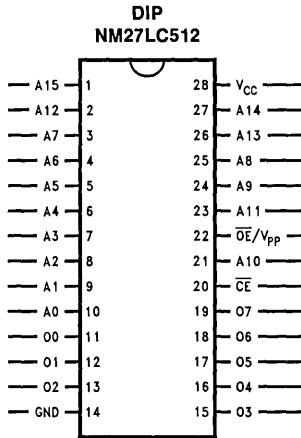 DIP
NM27LC512
A15 1 28 VCC
A12 2 27 A14
A7 3 26 A13
A6 4 25 A8
A5 5 24 A9
A4 6 23 A11
A3 7 22 OE/VPP
A2 8 21 A10
A1 9 20 CE
A0 10 19 O7
O0 11 18 O6
O1 12 17 O5
O2 13 16 O4
GND 14 15 O3